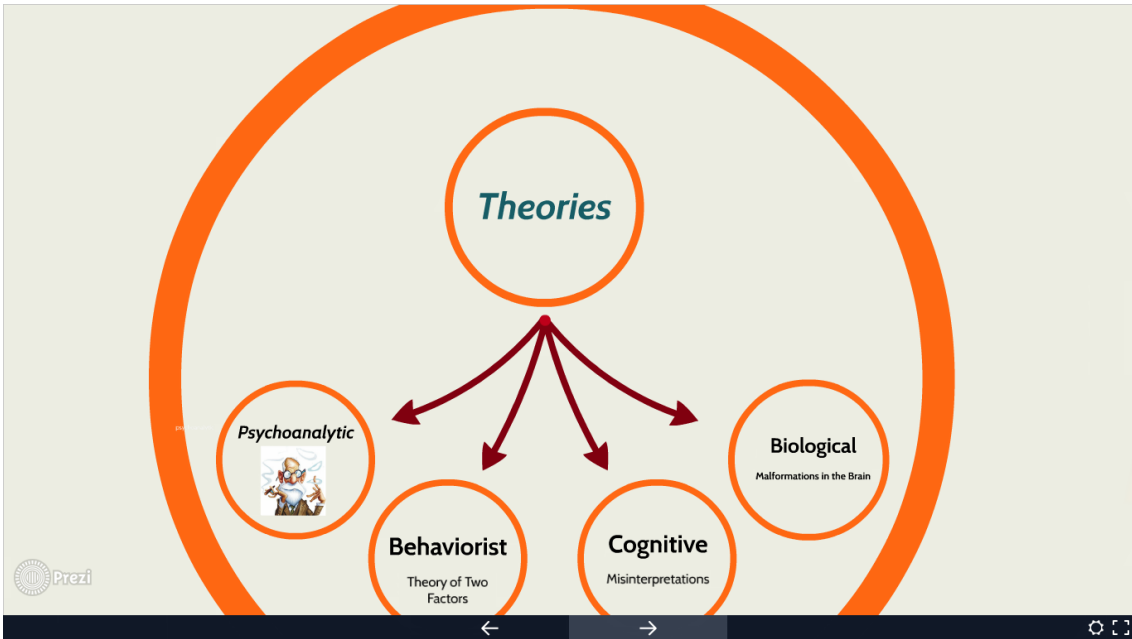 Theories
Psychoanalytic
Behaviorist
Theory of Two
Factors
Cognitive
Misinterpretations
Biological
Malformations in the Brain
Prezi